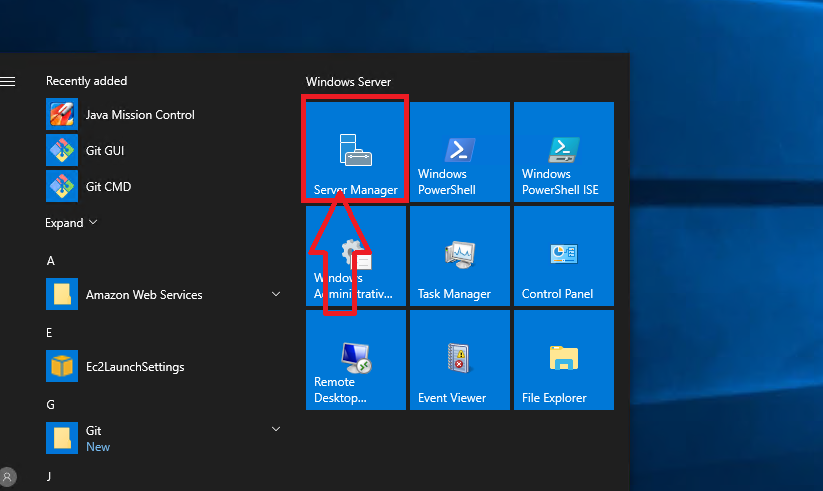 Recently added
Java Mission Control
Git GUI
Git CMD
Expand
A
Amazon Web Services
E
Ec2LaunchSettings
G
Git
New
J
Windows Server
Server Manager
Windows
PowerShell
Windows
PowerShell ISE
Windows
Administrativ...
Task Manager
Control Panel
Remote
Desktop...
Event Viewer
File Explorer